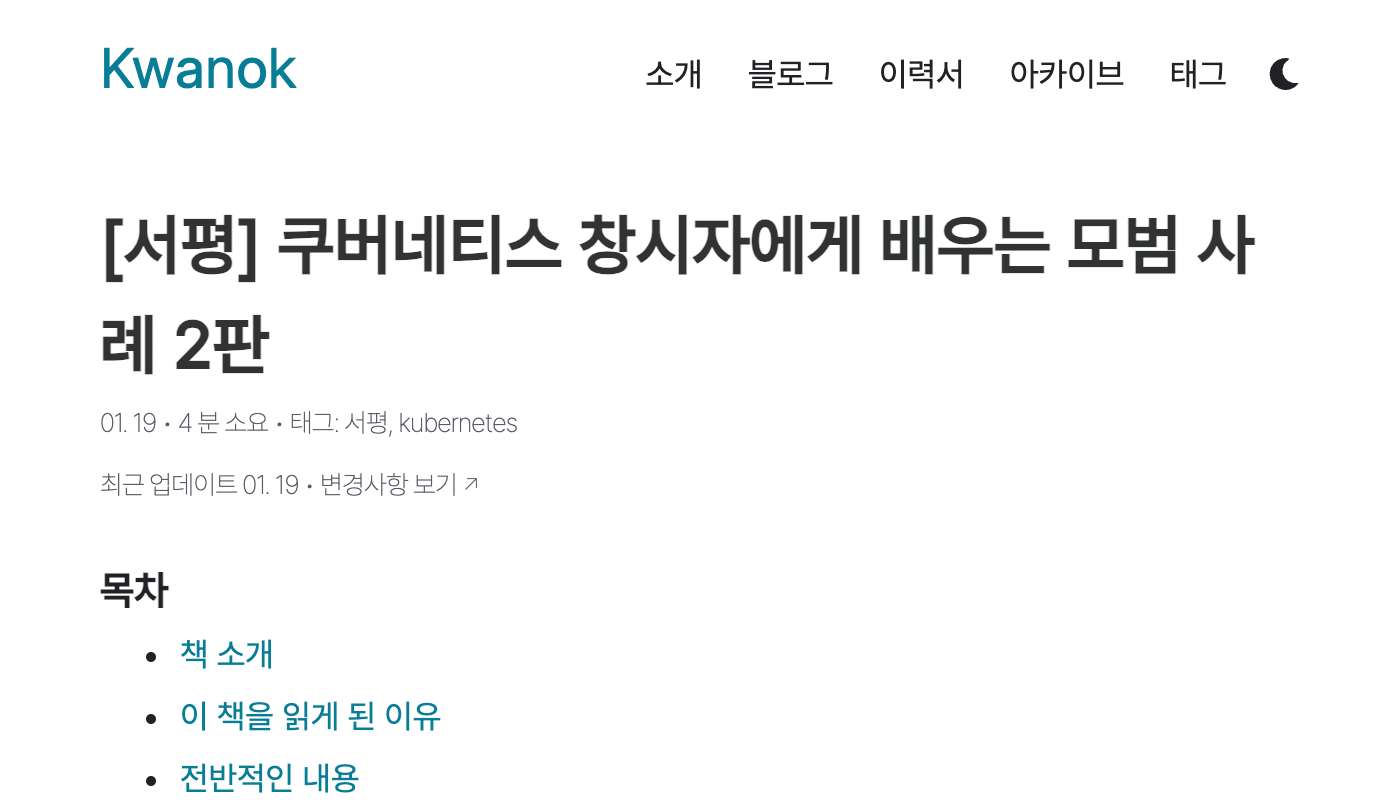 Kwanok
소개 블로그 이력서 아카이브 태그
[서평] 쿠버네티스 창시자에게 배우는 모범 사
례 2판
01. 19 • 4 분 소요 • 태그: 서평, kubernetes
최근 업데이트 01. 19 • 변경사항 보기 ↗
목차
• 책 소개
• 이 책을 읽게 된 이유
• 전반적인 내용